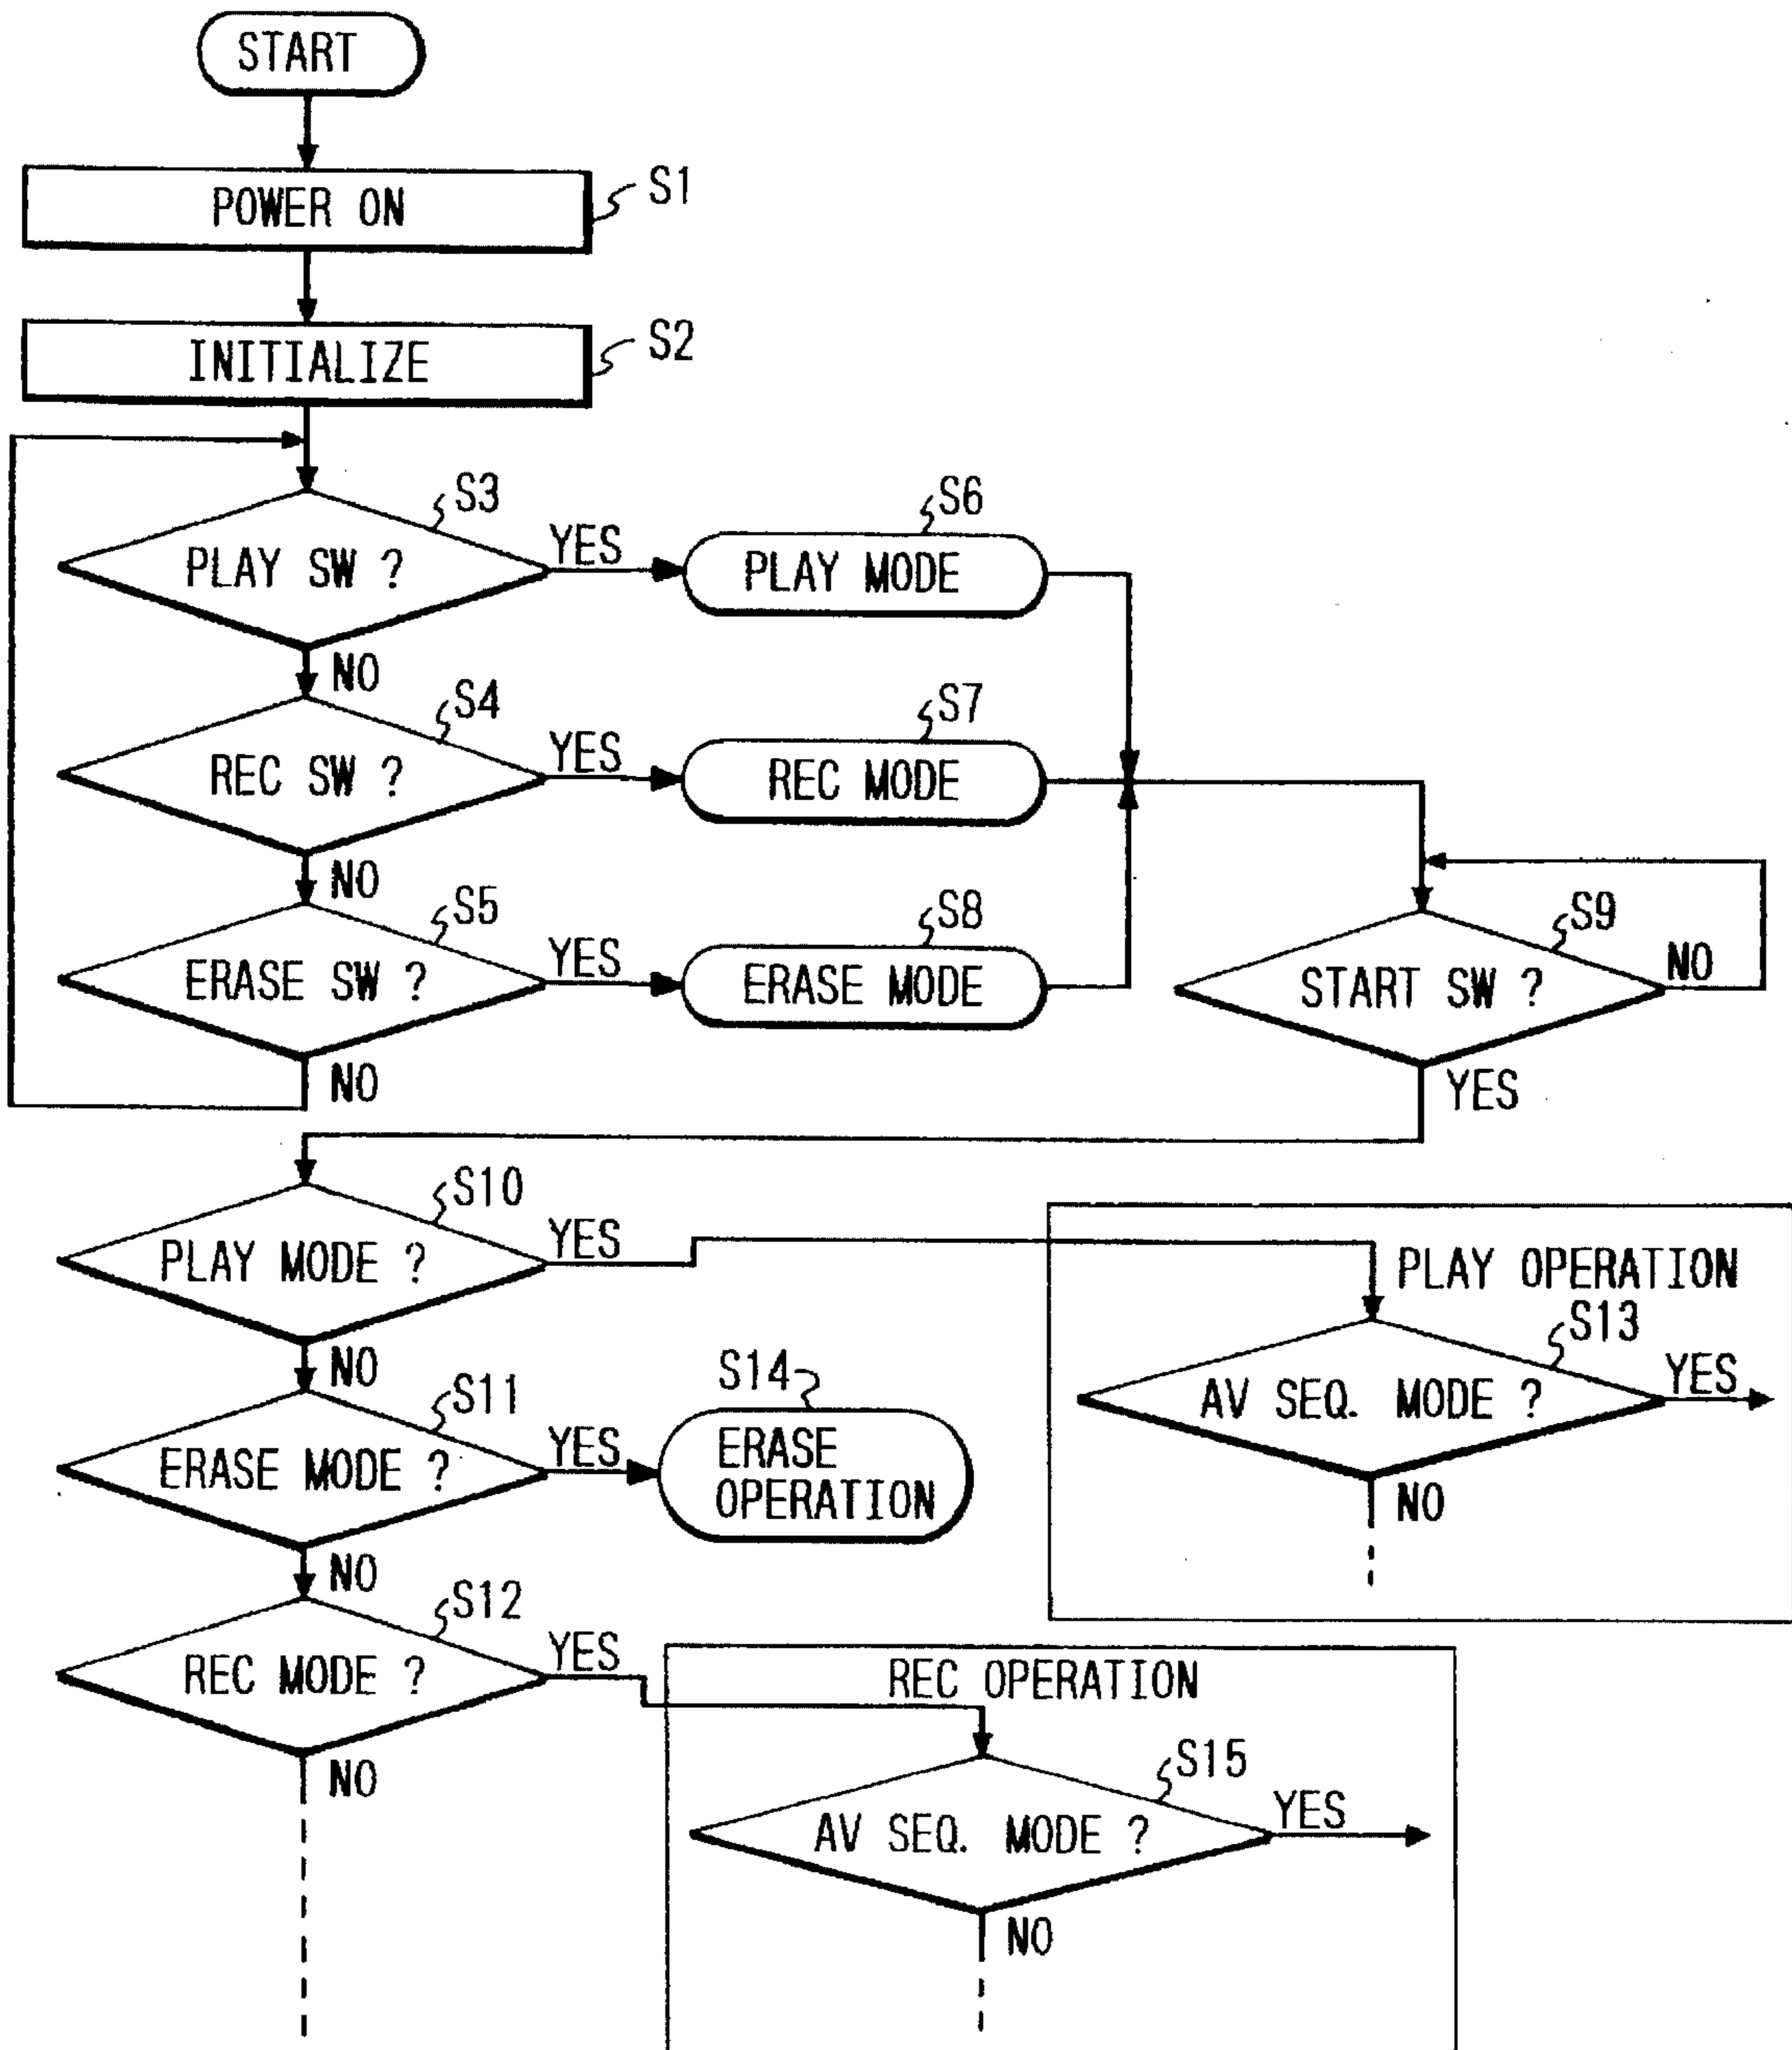 START
POWER ON
S1
INITIALIZE
S2
S3
PLAY SW ?
YES
NO
S6
PLAY MODE
S4
REC SW ?
YES
NO
S7
REC MODE
S5
ERASE SW ?
YES
NO
S8
ERASE MODE
S9
START SW ?
NO
YES
S10
PLAY MODE ?
YES
NO
PLAY OPERATION
S13
AV SEQ. MODE ?
YES
NO
S11
ERASE MODE ?
YES
NO
S14
ERASE
OPERATION
S12
REC MODE ?
YES
NO
REC OPERATION
S15
AV SEQ. MODE ?
YES
NO